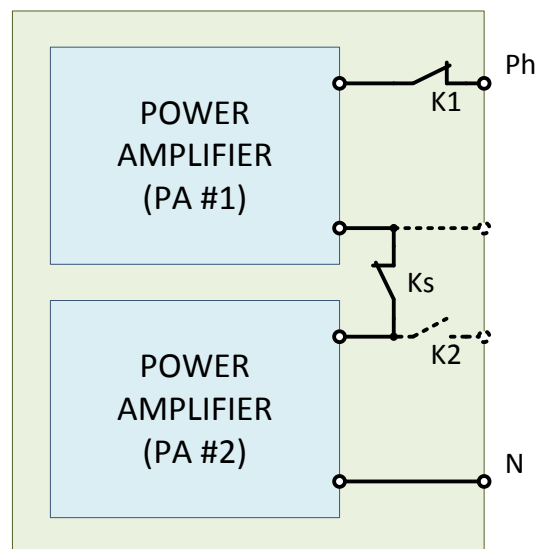 Ph
K1
POWER
AMPLIFIER
(PA #1)
Ks
K2
POWER
AMPLIFIER
(PA #2)
N